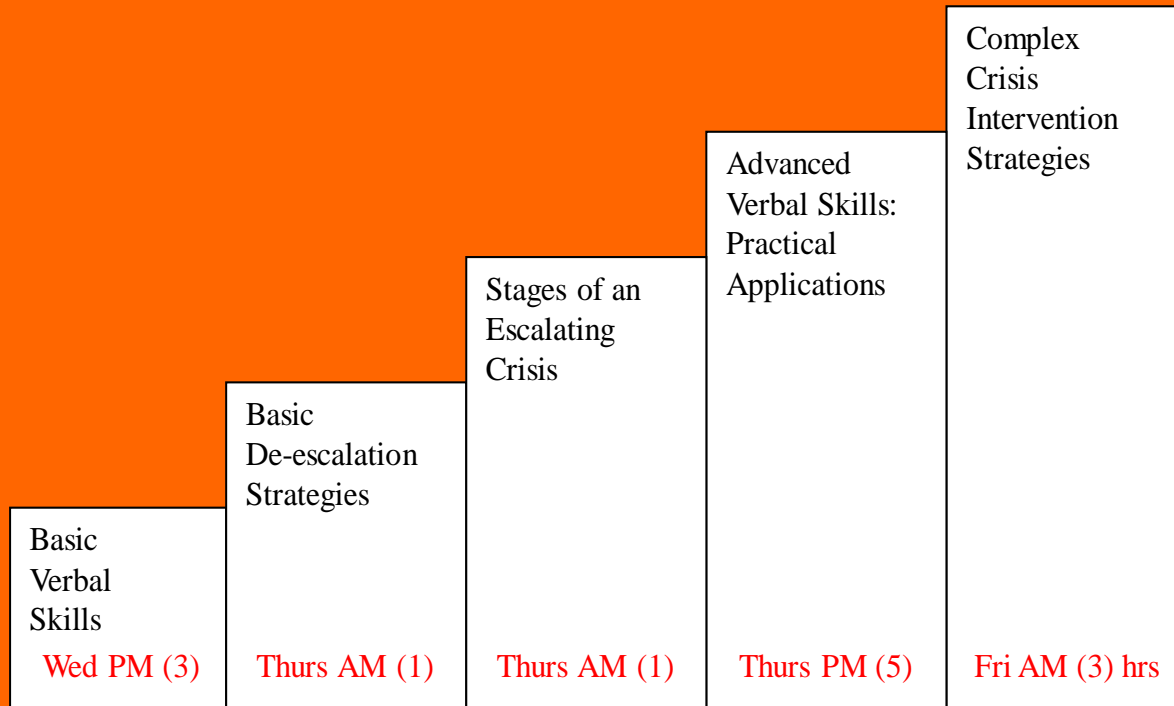 Basic
Verbal
Skills
Wed PM (3)
Basic
De-escalation
Strategies
Thurs AM (1)
Stages of an
Escalating
Crisis
Thurs AM (1)
Advanced
Verbal Skills:
Practical
Applications
Thurs PM (5)
Complex
Crisis
Intervention
Strategies
Fri AM (3) hrs